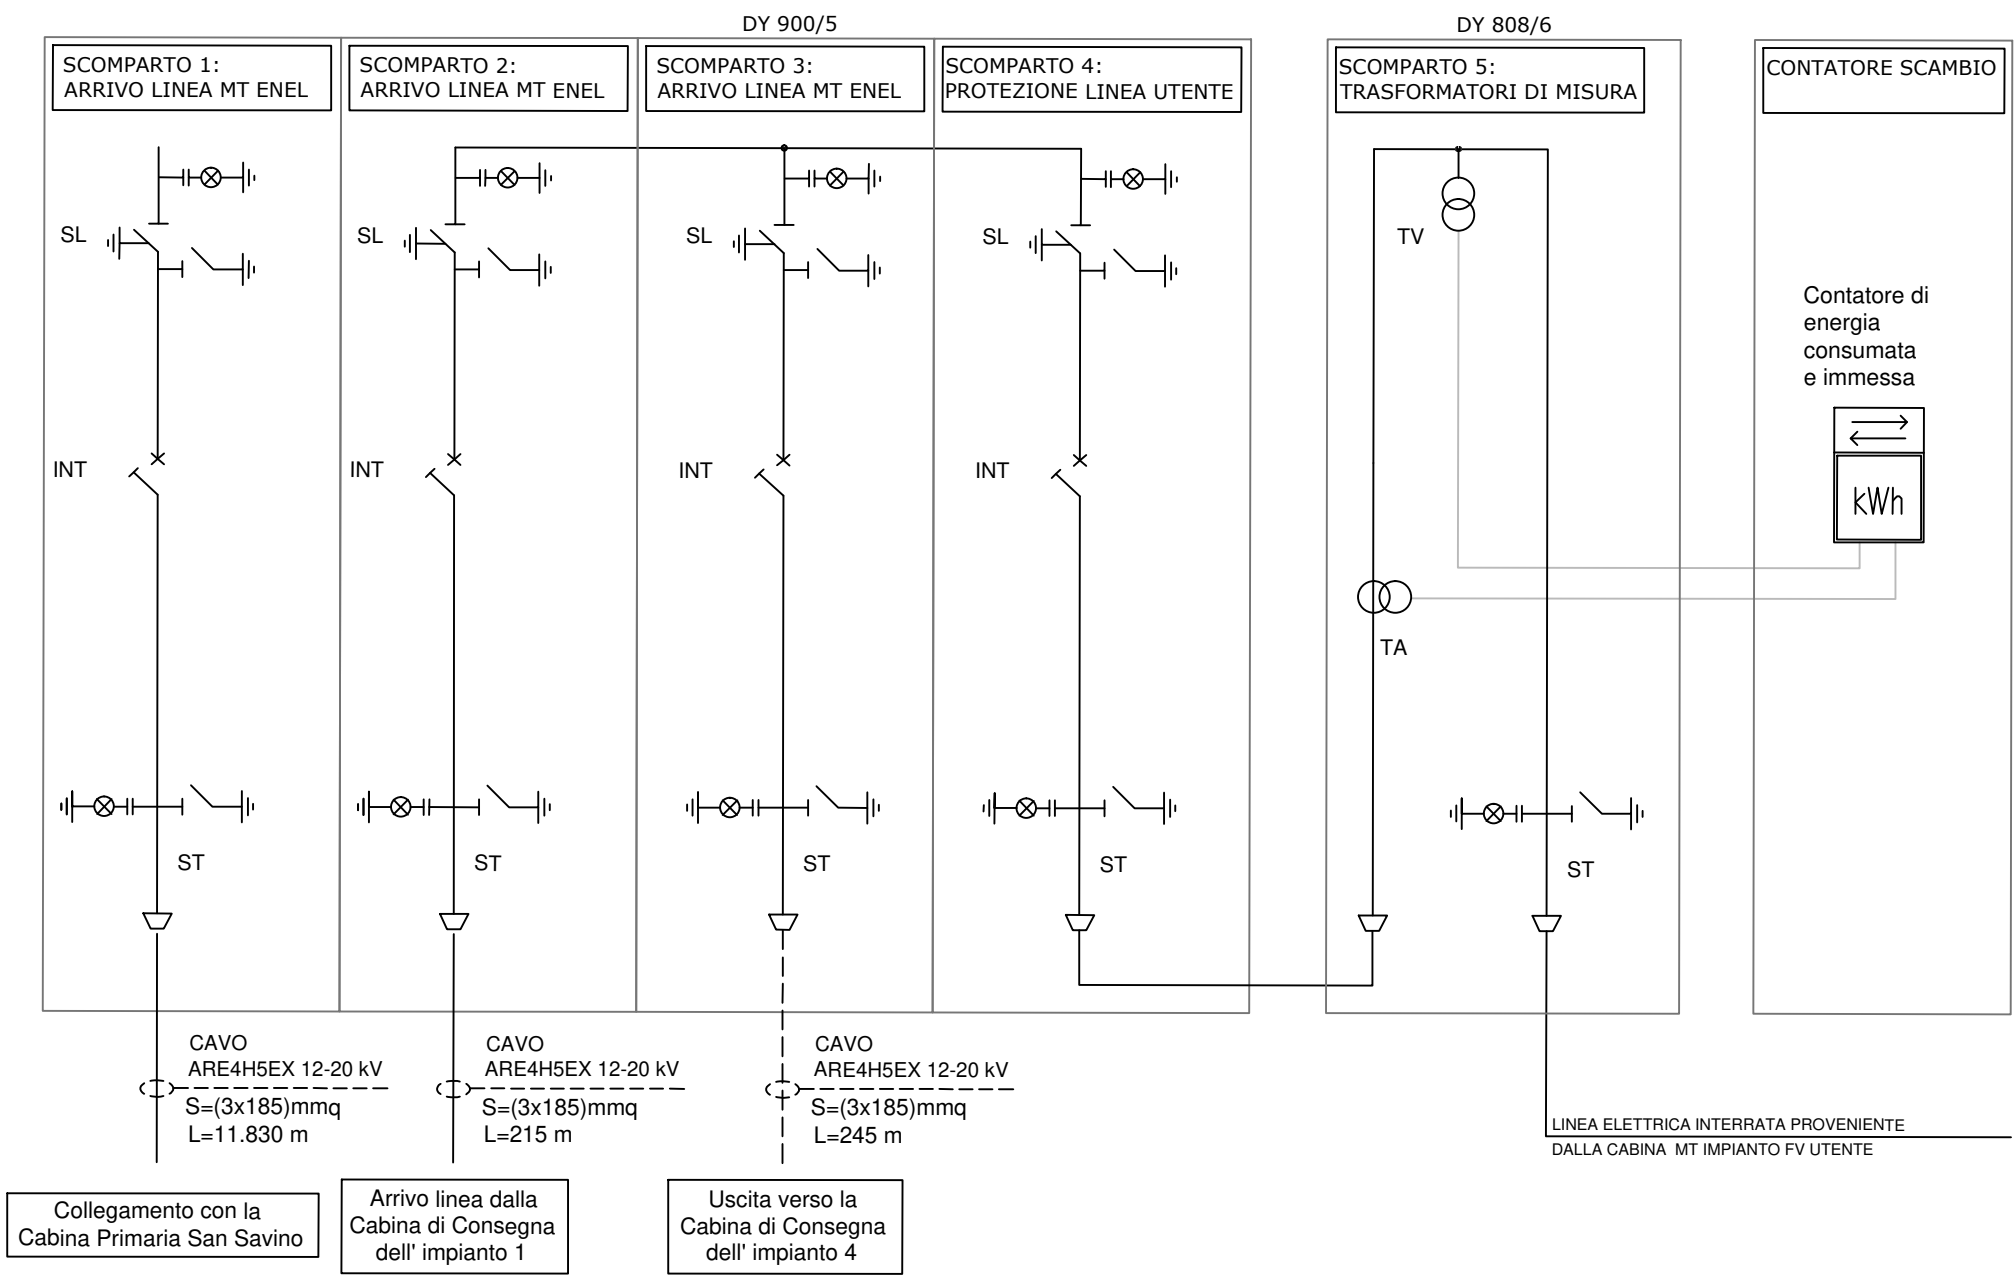 DY 900/5
DY 808/6
SCOMPARTO 1:
ARRIVO LINEA MT ENEL
SCOMPARTO 2:
ARRIVO LINEA MT ENEL
SCOMPARTO 3:
ARRIVO LINEA MT ENEL
SCOMPARTO 4:
PROTEZIONE LINEA UTENTE
SCOMPARTO 5:
TRASFORMATORI DI MISURA
CONTATORE SCAMBIO
SL
SL
SL
SL
TV
Contatore di
energia
consumata
e immessa
kWh
INT
INT
INT
INT
TA
ST
ST
ST
ST
ST
CAVO
ARE4H5EX 12-20 kV
S=(3x185)mmq
L=11.830 m
CAVO
ARE4H5EX 12-20 kV
S=(3x185)mmq
L=215 m
CAVO
ARE4H5EX 12-20 kV
S=(3x185)mmq
L=245 m
LINEA ELETTRICA INTERRATA PROVENIENTE
DALLA CABINA MT IMPIANTO FV UTENTE
Collegamento con la
Cabina Primaria San Savino
Arrivo linea dalla
Cabina di Consegna
dell' impianto 1
Uscita verso la
Cabina di Consegna
dell' impianto 4